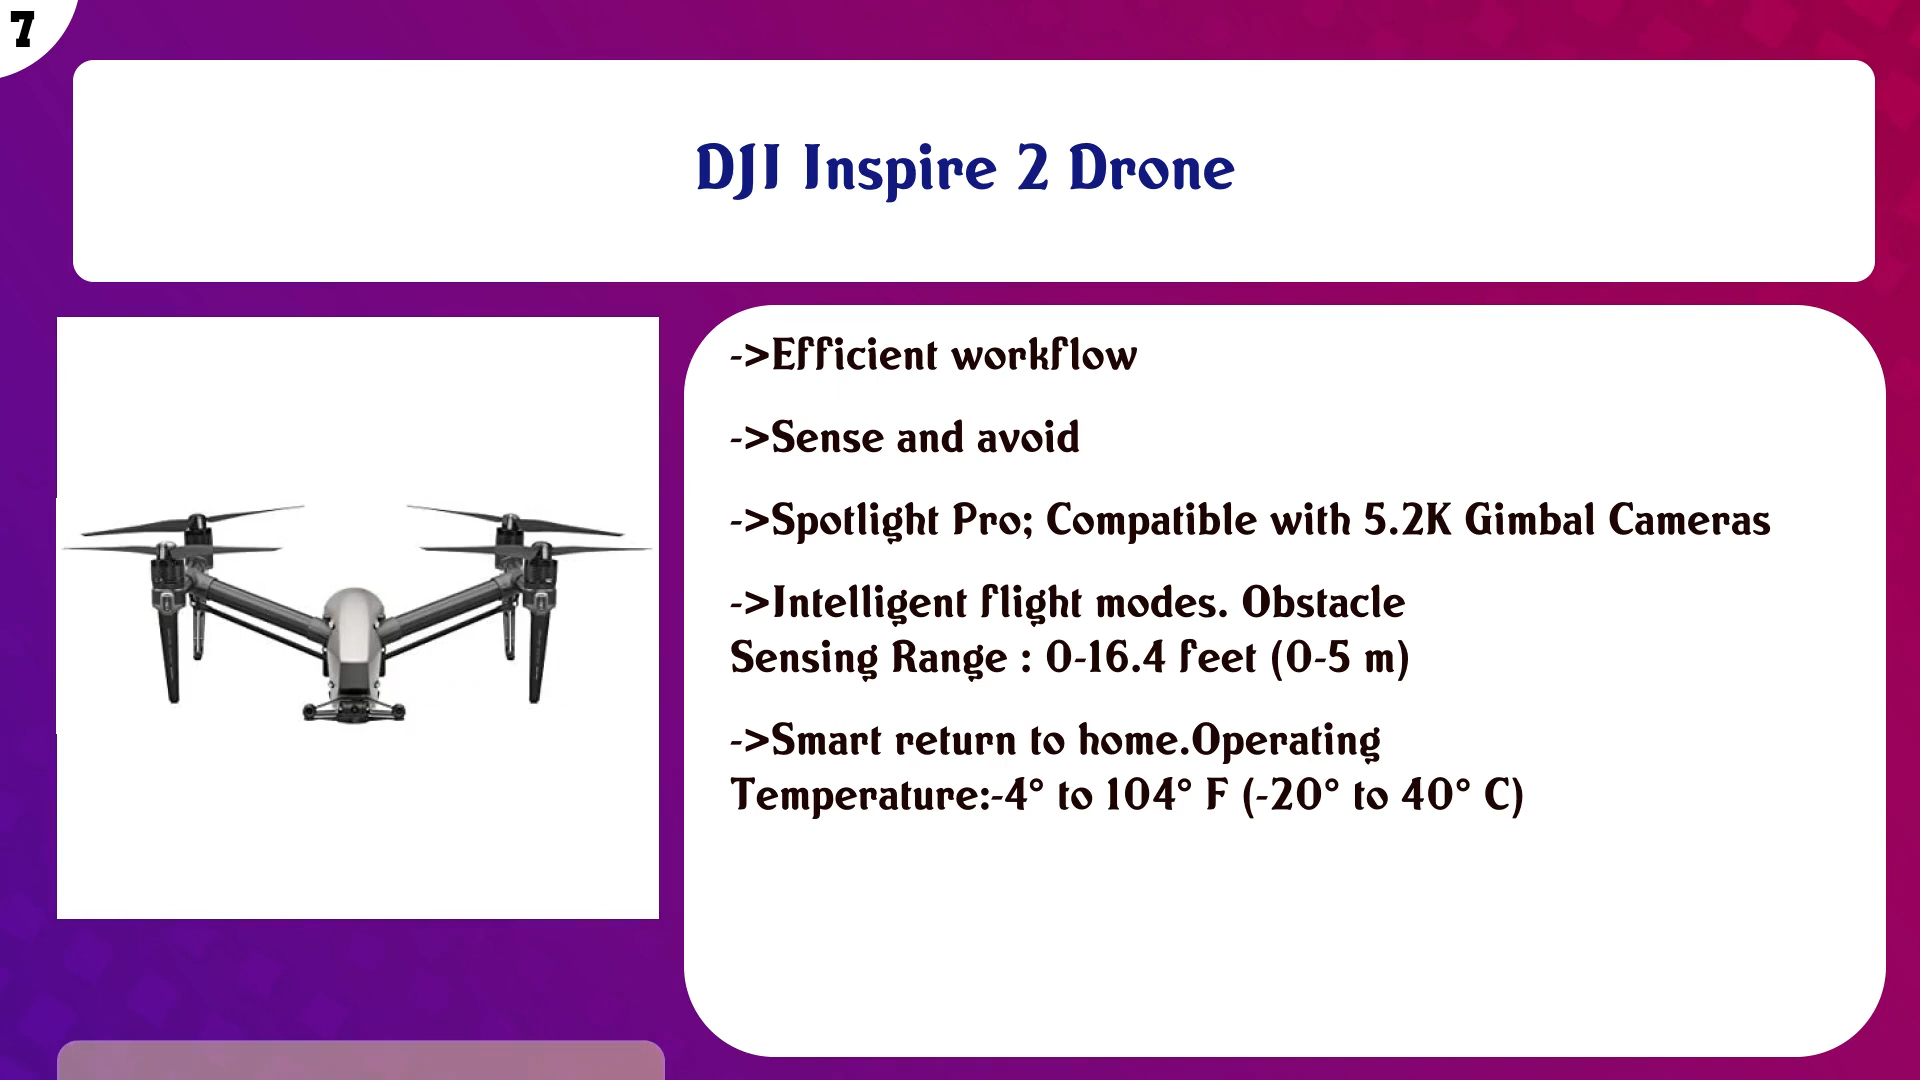 7
DJI Inspire 2 Drone
->Efficient workflow
->Sense and avoid
->Spotlight Pro; Compatible with 5.2K Gimbal Cameras
->Intelligent flight modes. Obstacle
Sensing Range : 0-16.4 feet (0-5 m)
->Smart return to home.Operating
Temperature:-4° to 104° F (-20° to 40° C)